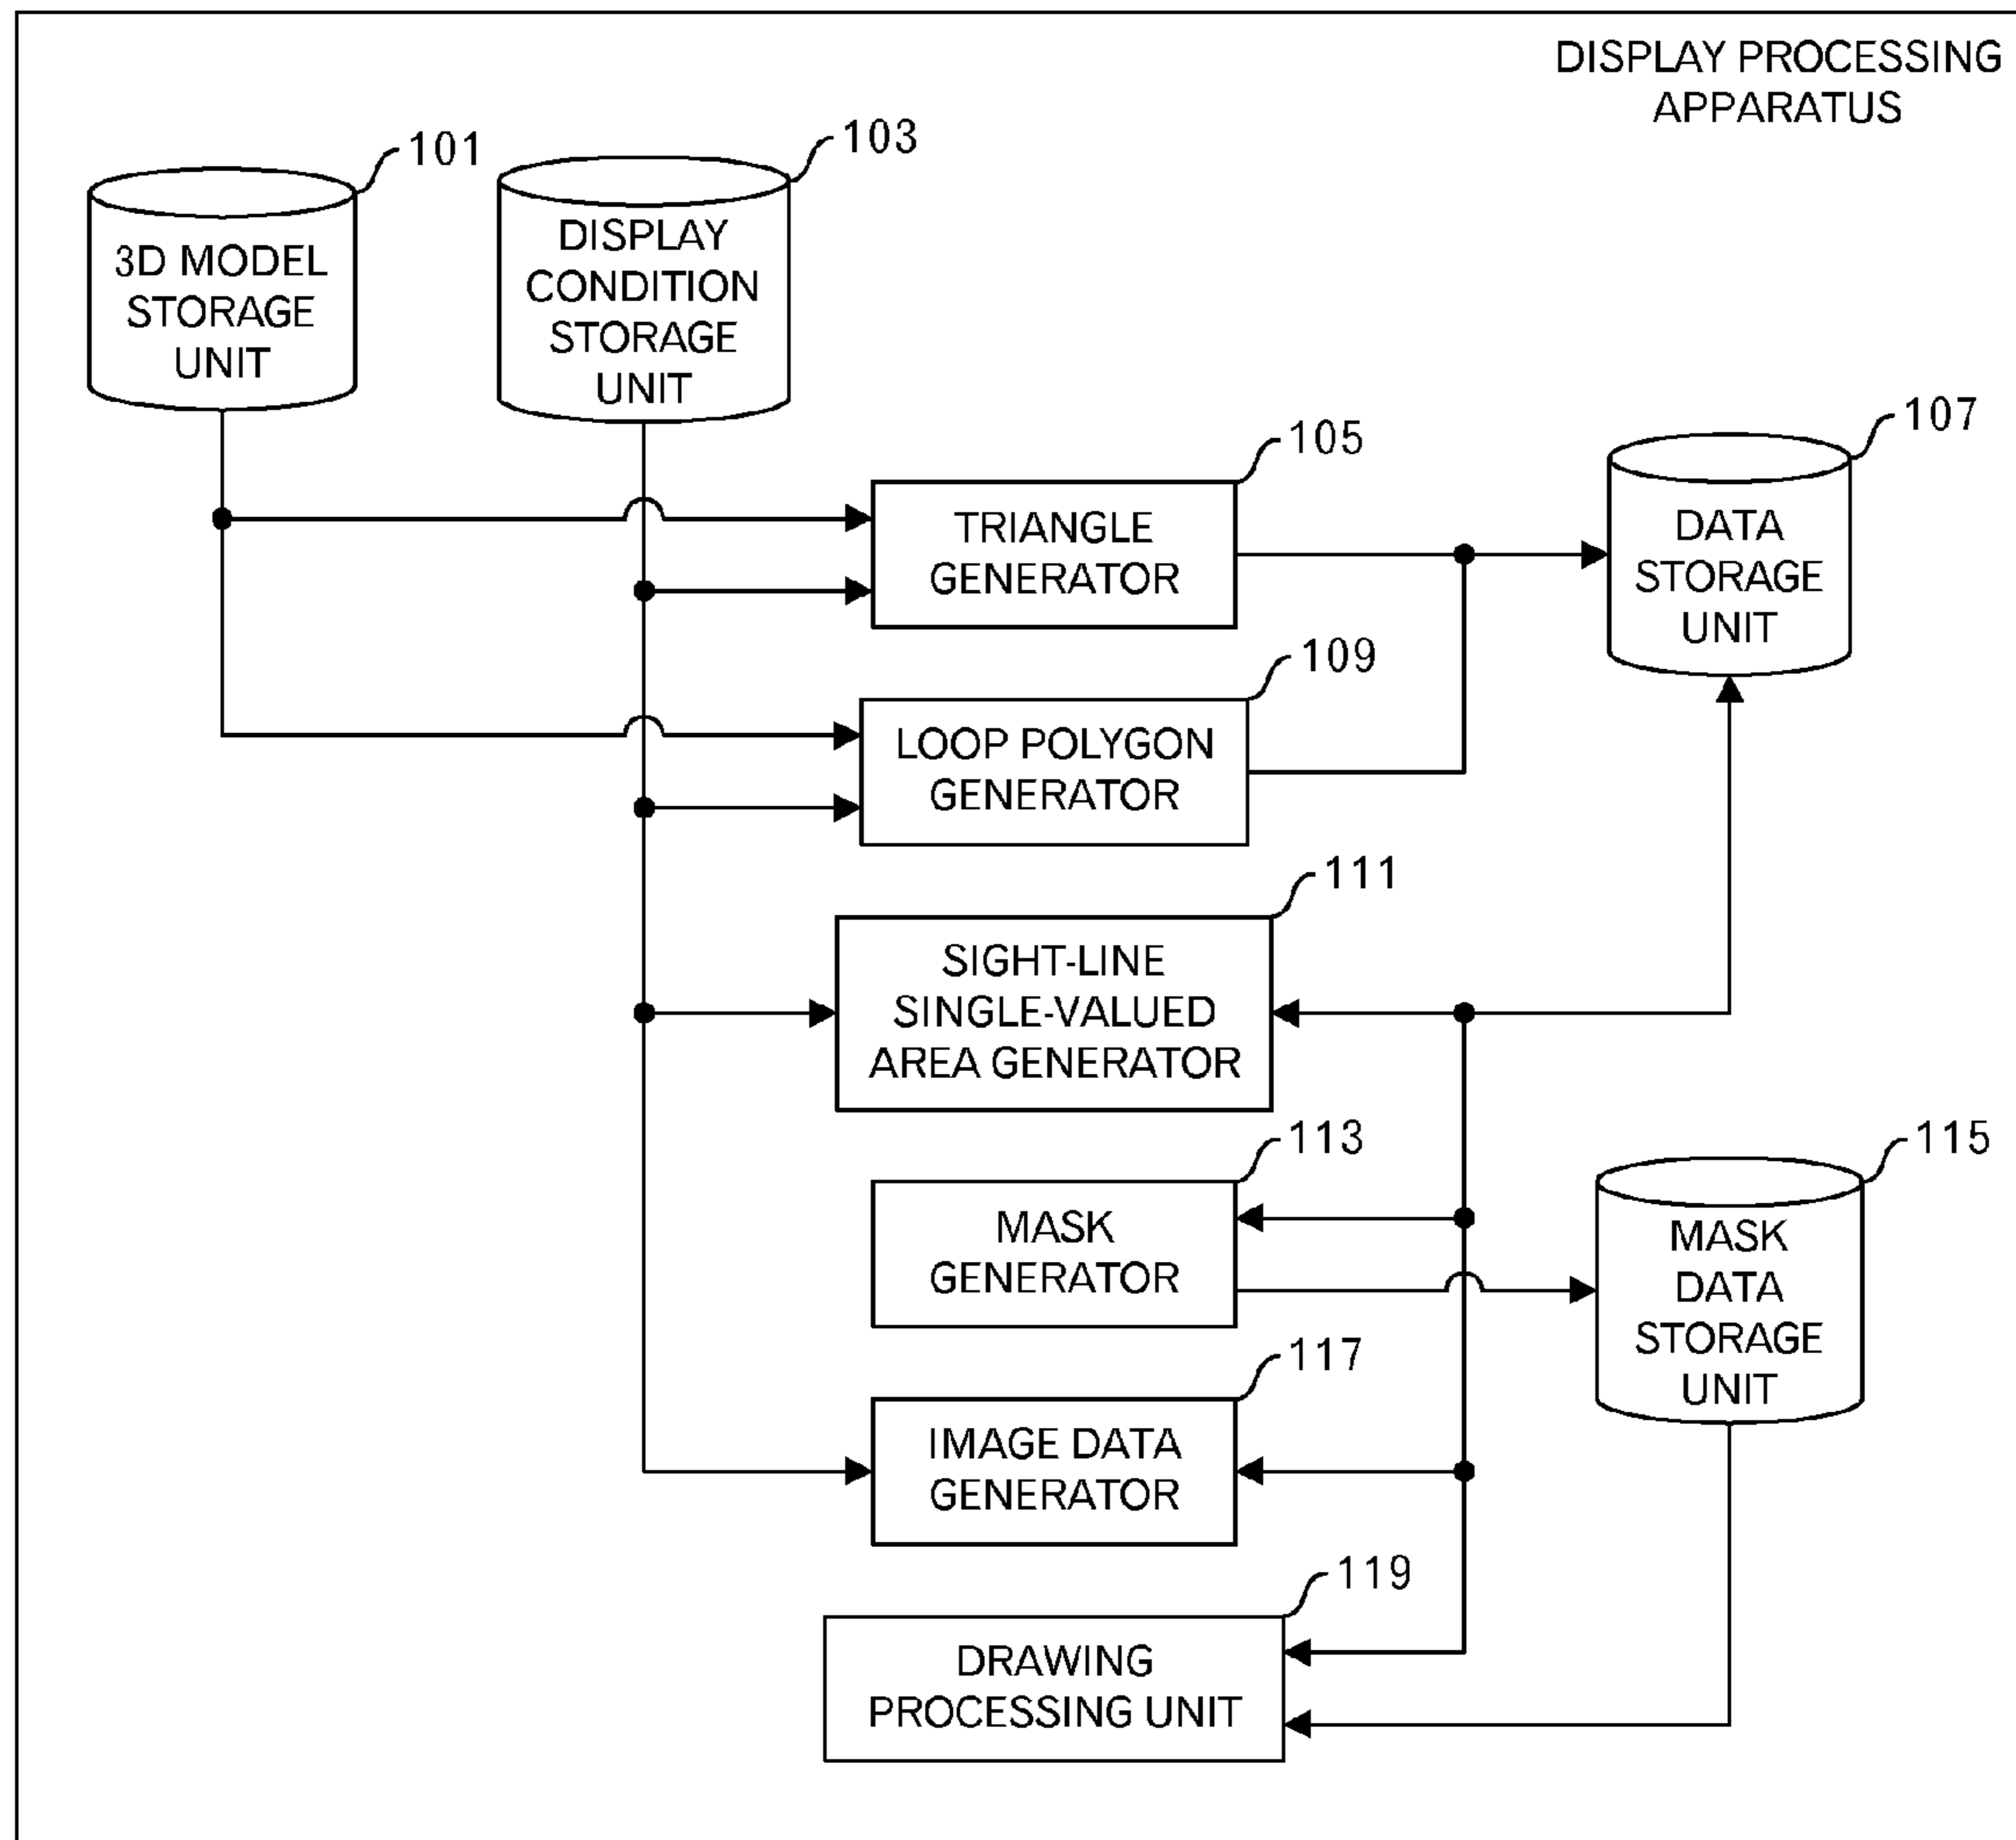 DISPLAY PROCESSING
APPARATUS
101
3D MODEL
STORAGE
UNIT
103
DISPLAY
CONDITION
STORAGE
UNIT
105
TRIANGLE
GENERATOR
107
DATA
STORAGE
UNIT
109
LOOP POLYGON
GENERATOR
111
SIGHT-LINE
SINGLE-VALUED
AREA GENERATOR
113
MASK
GENERATOR
115
MASK
DATA
STORAGE
UNIT
117
IMAGE DATA
GENERATOR
119
DRAWING
PROCESSING UNIT